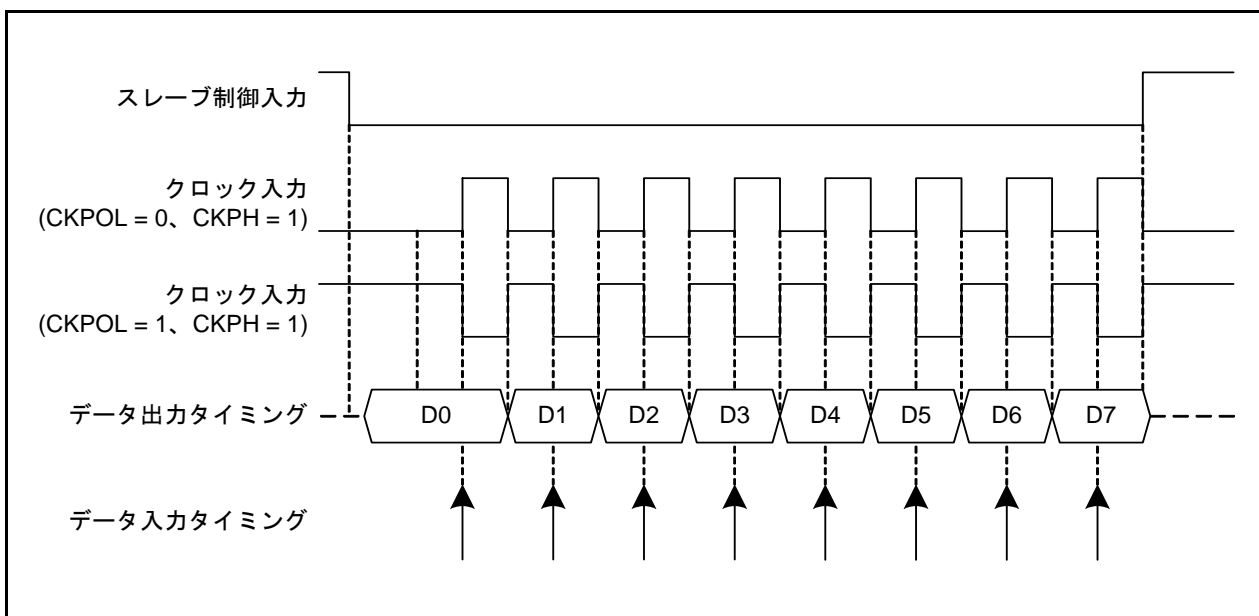 スレーブ制御入力
クロック入力
(CKPOL = 0、CKPH = 1)
クロック入力
(CKPOL = 1、CKPH = 1)
データ出力タイミング
D0 D1 D2 D3 D4 D5 D6 D7
データ入力タイミング